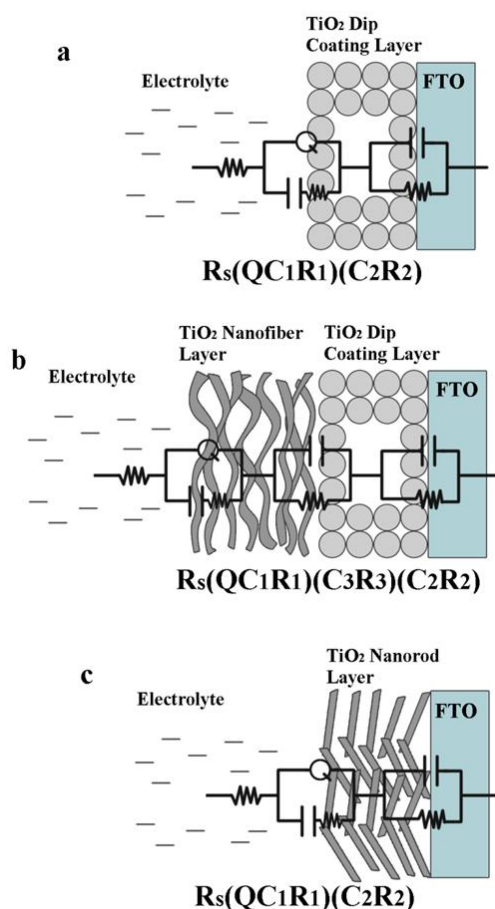 a
TiO2 Dip
Coating Layer
Electrolyte
FTO
Rs(QC1R1)(C2R2)
b
TiO2 Nanofiber
Layer
TiO2 Dip
Coating Layer
Electrolyte
FTO
Rs(QC1R1)(C3R3)(C2R2)
c
TiO2 Nanorod
Layer
Electrolyte
FTO
Rs(QC1R1)(C2R2)